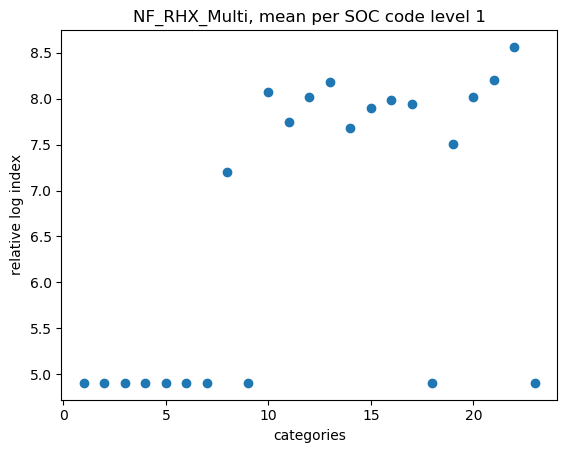 NF_RHX_Multi, mean per SOC code level 1
8.5
8.0
7.5
7.0
6.5
6.0
5.5
5.0
relative log index
0 5 10 15 20
categories